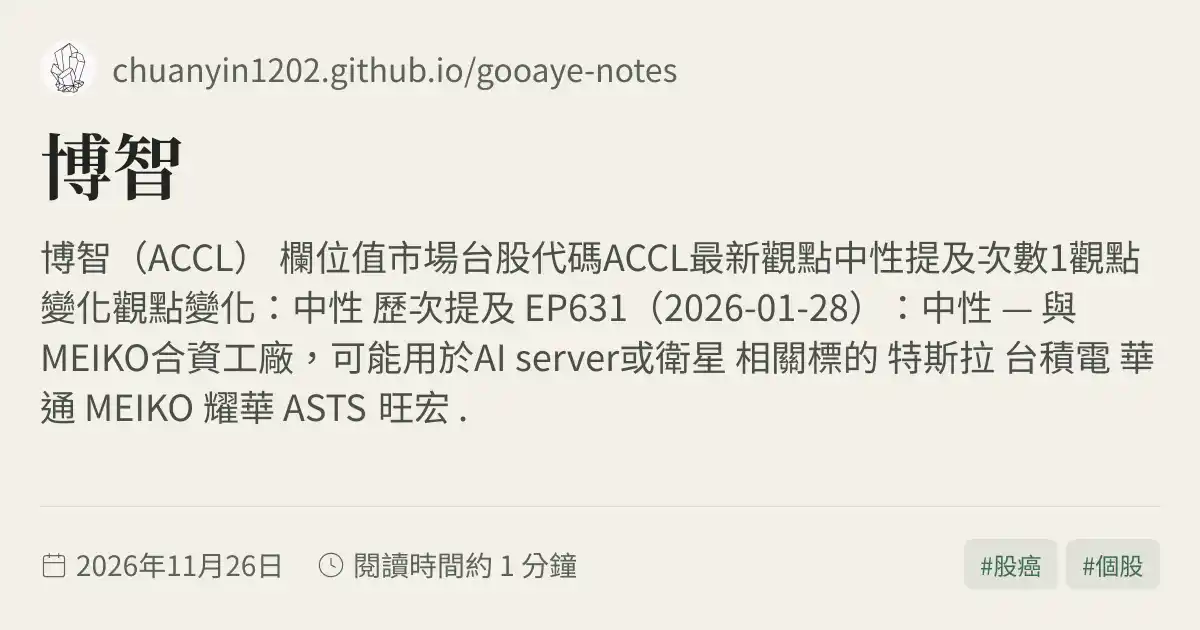 chuanyin1202.github.io/gooaye-notes
博智
博智（ACCL） 欄位值市場台股代碼ACCL最新觀點中性提及次數1觀點
變化觀點變化：中性 歷次提及 EP631（2026-01-28）：中性 — 與
MEIKO合資工廠，可能用於AI server或衛星 相關標的 特斯拉 台積電 華
通 MEIKO 耀華 ASTS 旺宏 .
2026年11月26日
閱讀時間約 1 分鐘
#股癌
#個股